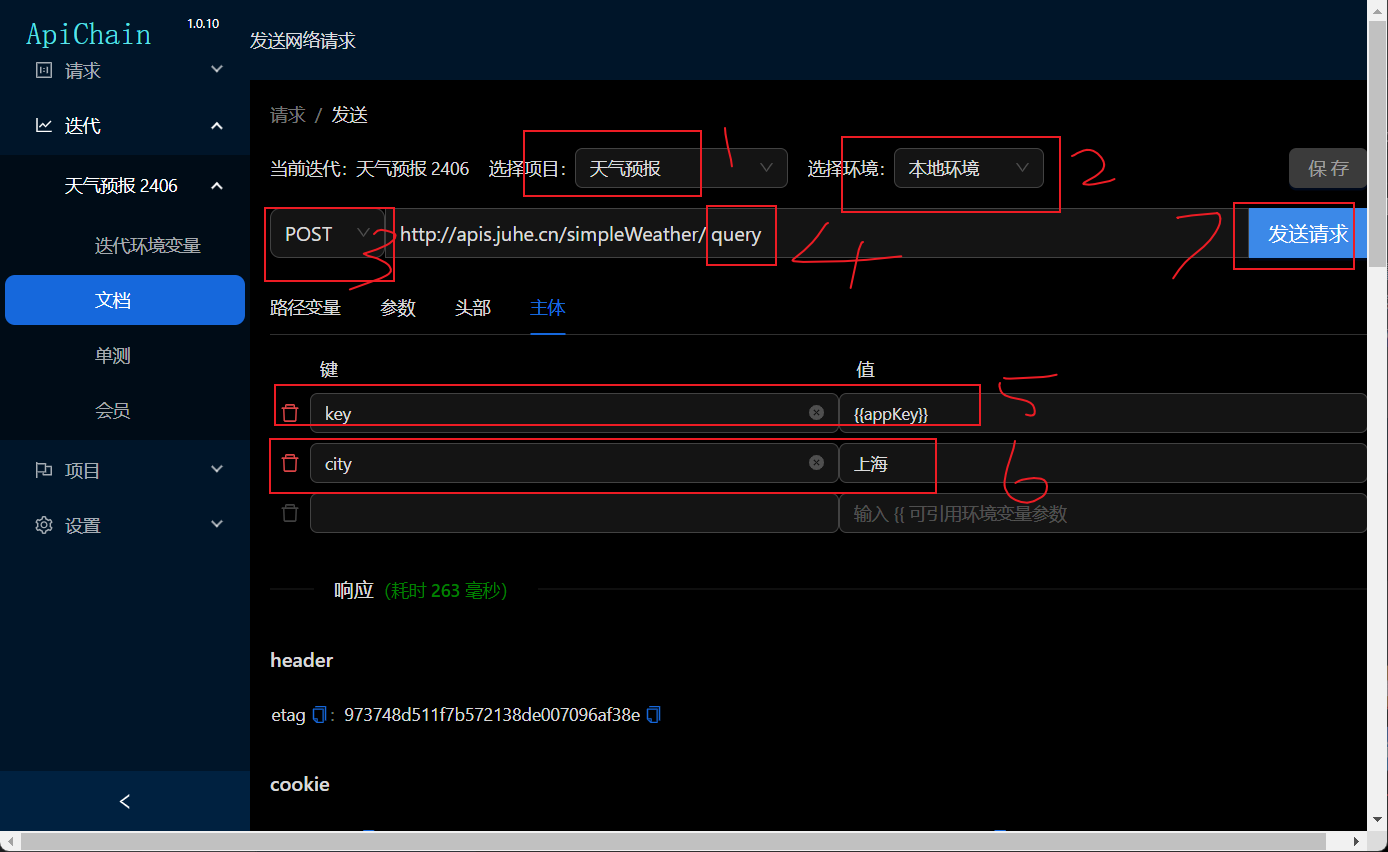 ApiChain 1.0.10
发送网络请求
请求
迭代
天气预报 2406
迭代环境变量
文档
单测
会员
项目
设置
请求 / 发送
当前迭代：天气预报 2406 选择项目： 天气预报 1 选择环境： 本地环境 2 保存
POST 3 http://apis.juhe.cn/simpleWeather/ query 4 7 发送请求
路径变量 参数 头部 主体
键 值
key {{appKey}} 5
city 上海 6
输入 {{ 可引用环境变量参数
响应 (耗时 263 毫秒)
header
etag : 973748d511f7b572138de007096af38e
cookie